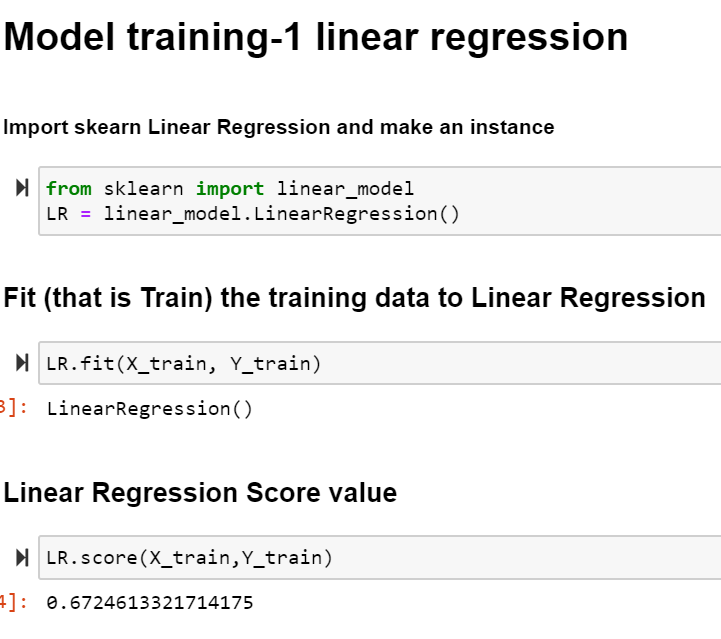 Model training-1 linear regression
Import skearn Linear Regression and make an instance
from sklearn import linear_model
LR = linear_model.LinearRegression()
Fit (that is Train) the training data to Linear Regression
LR.fit(X_train, Y_train)
3]: LinearRegression()
Linear Regression Score value
LR.score(X_train,Y_train)
4]: 0.6724613321714175